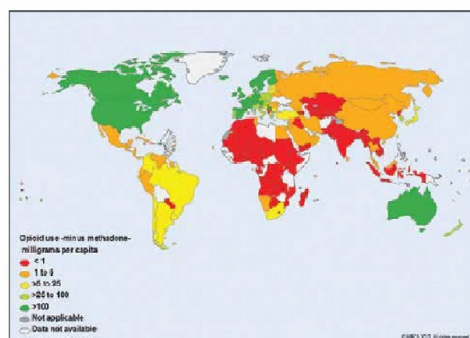 Opioid use -minus methadone-
milligrams per capita
< 1
1 to 5
>5 to 25
>25 to 100
>100
Not applicable
Data not available